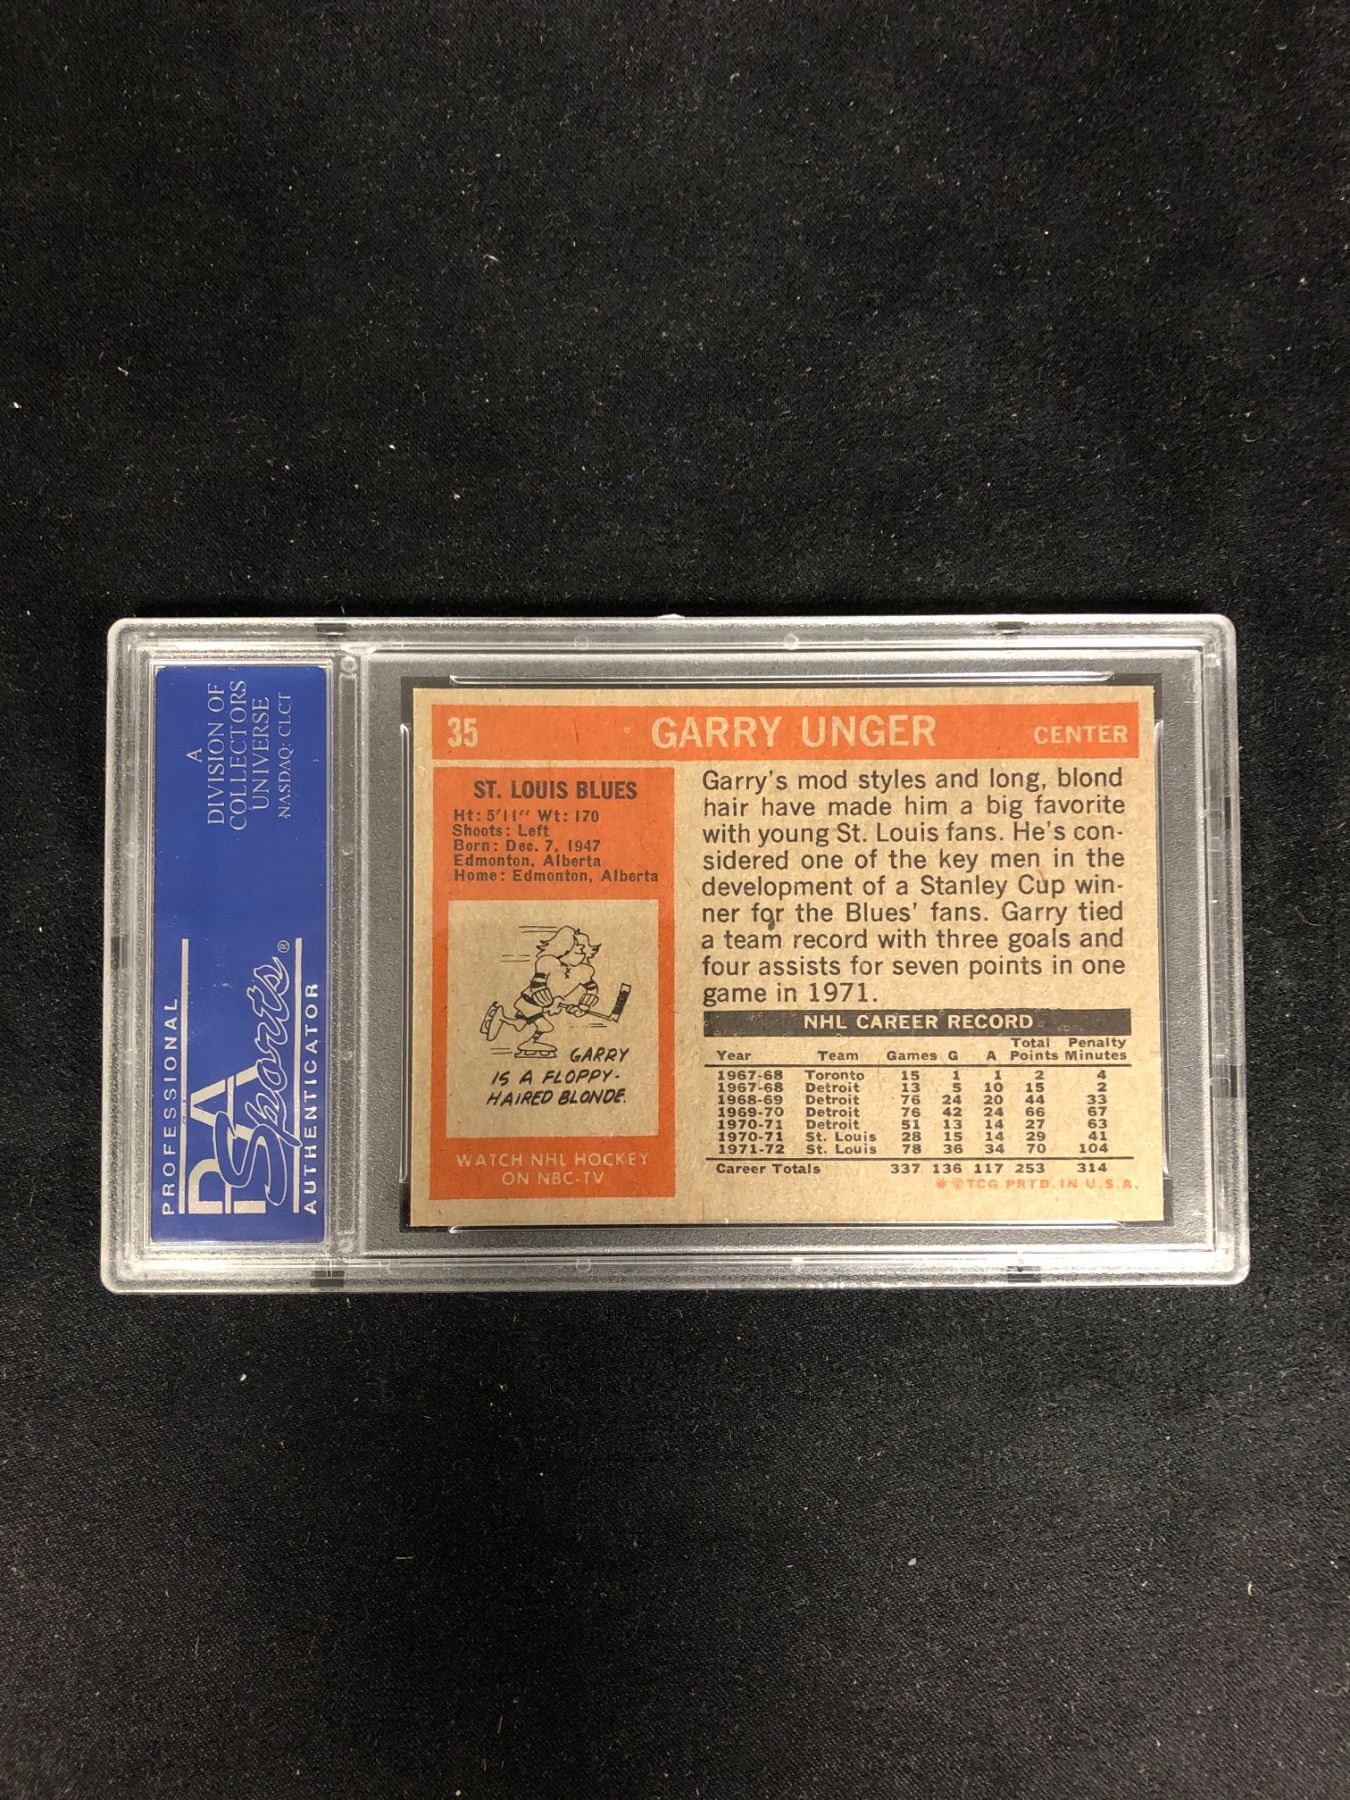 A
DIVISION OF
COLLECTORS
UNIVERSE
NASDAQ: CLCT
PROFESSIONAL
PSA
Sports®
AUTHENTICATOR
35 GARRY UNGER CENTER
ST. LOUIS BLUES
Ht: 5'11" Wt: 170
Shoots: Left
Born: Dec. 7, 1947
Edmonton, Alberta
Home: Edmonton, Alberta
GARRY
IS A FLOPPY-
HAIRED BLONDE.
WATCH NHL HOCKEY
ON NBC-TV
Garry's mod styles and long, blond
hair have made him a big favorite
with young St. Louis fans. He's con-
sidered one of the key men in the
development of a Stanley Cup win-
ner for the Blues' fans. Garry tied
a team record with three goals and
four assists for seven points in one
game in 1971.
NHL CAREER RECORD
Total Penalty
Year Team Games G A Points Minutes
1967-68 Toronto 15 1 1 2 4
1967-68 Detroit 13 5 10 15 2
1968-69 Detroit 76 24 20 44 33
1969-70 Detroit 76 42 24 66 67
1970-71 Detroit 51 13 14 27 63
1970-71 St. Louis 28 15 14 29 41
1971-72 St. Louis 78 36 34 70 104
Career Totals 337 136 117 253 314
* ©TCG PRTD. IN U.S.A.